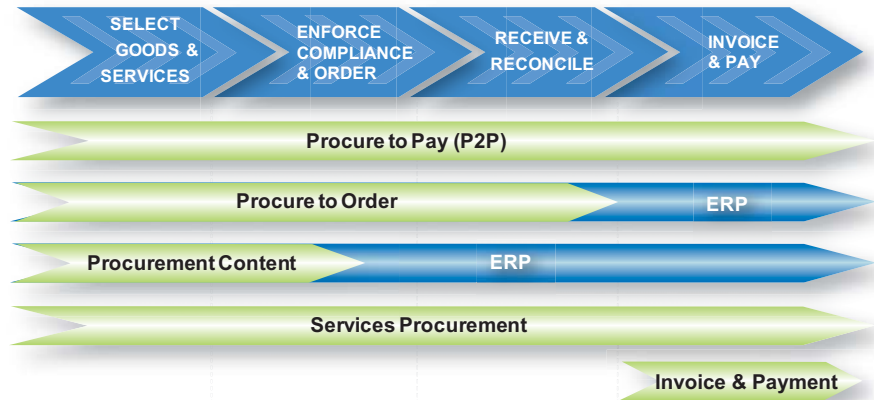 SELECT
GOODS &
SERVICES
ENFORCE
COMPLIANCE
& ORDER
RECEIVE &
RECONCILE
INVOICE
& PAY
Procure to Pay (P2P)
Procure to Order
ERP
Procurement Content
ERP
Services Procurement
Invoice & Payment